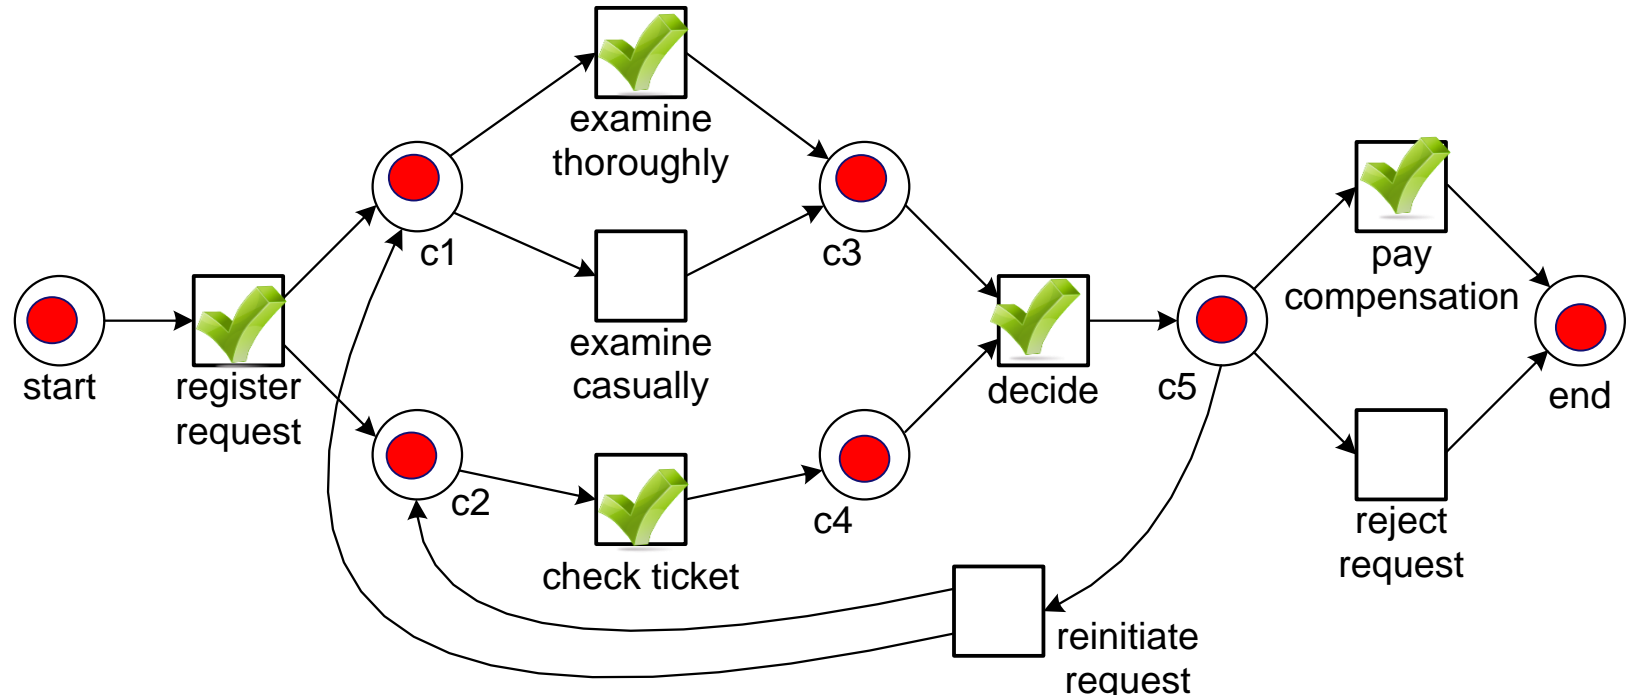 examine
thoroughly
c1
c3
pay
compensation
start
register
request
examine
casually
decide
c5
end
c2
c4
check ticket
reject
request
reinitiate
request